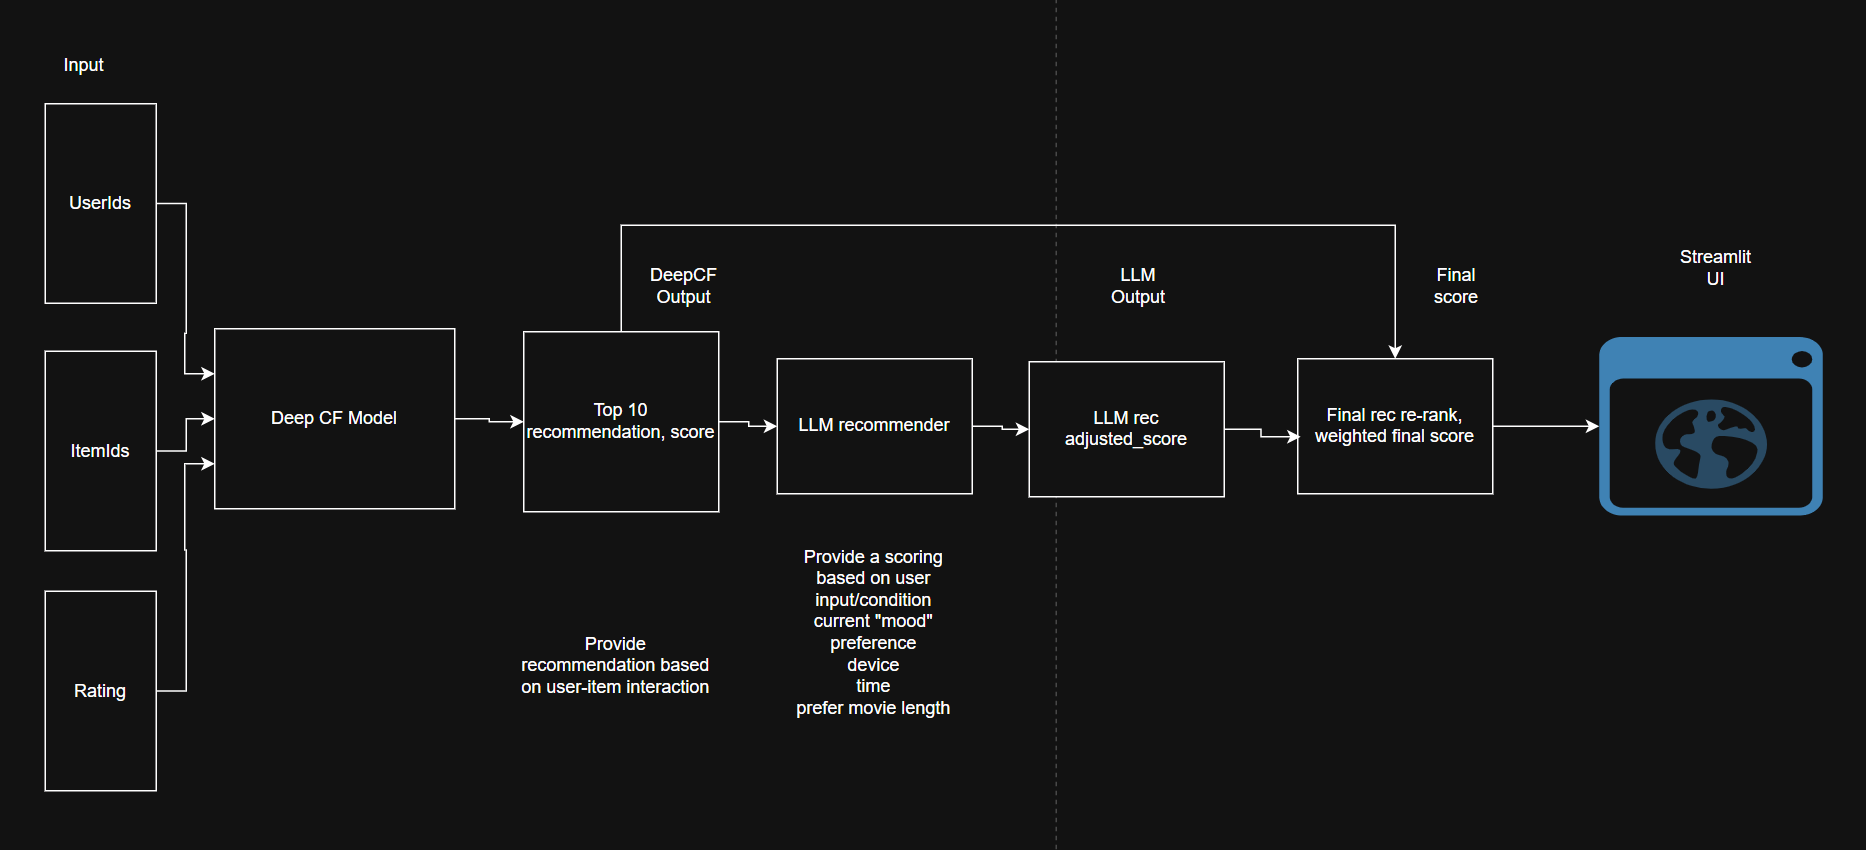 Input
UserIds
ItemIds
Rating
Deep CF Model
DeepCF
Output
Top 10
recommendation, score
Provide
recommendation based
on user-item interaction
LLM recommender
Provide a scoring
based on user
input/condition
current "mood"
preference
device
time
prefer movie length
LLM
Output
LLM rec
adjusted_score
Final
score
Final rec re-rank,
weighted final score
Streamlit
UI